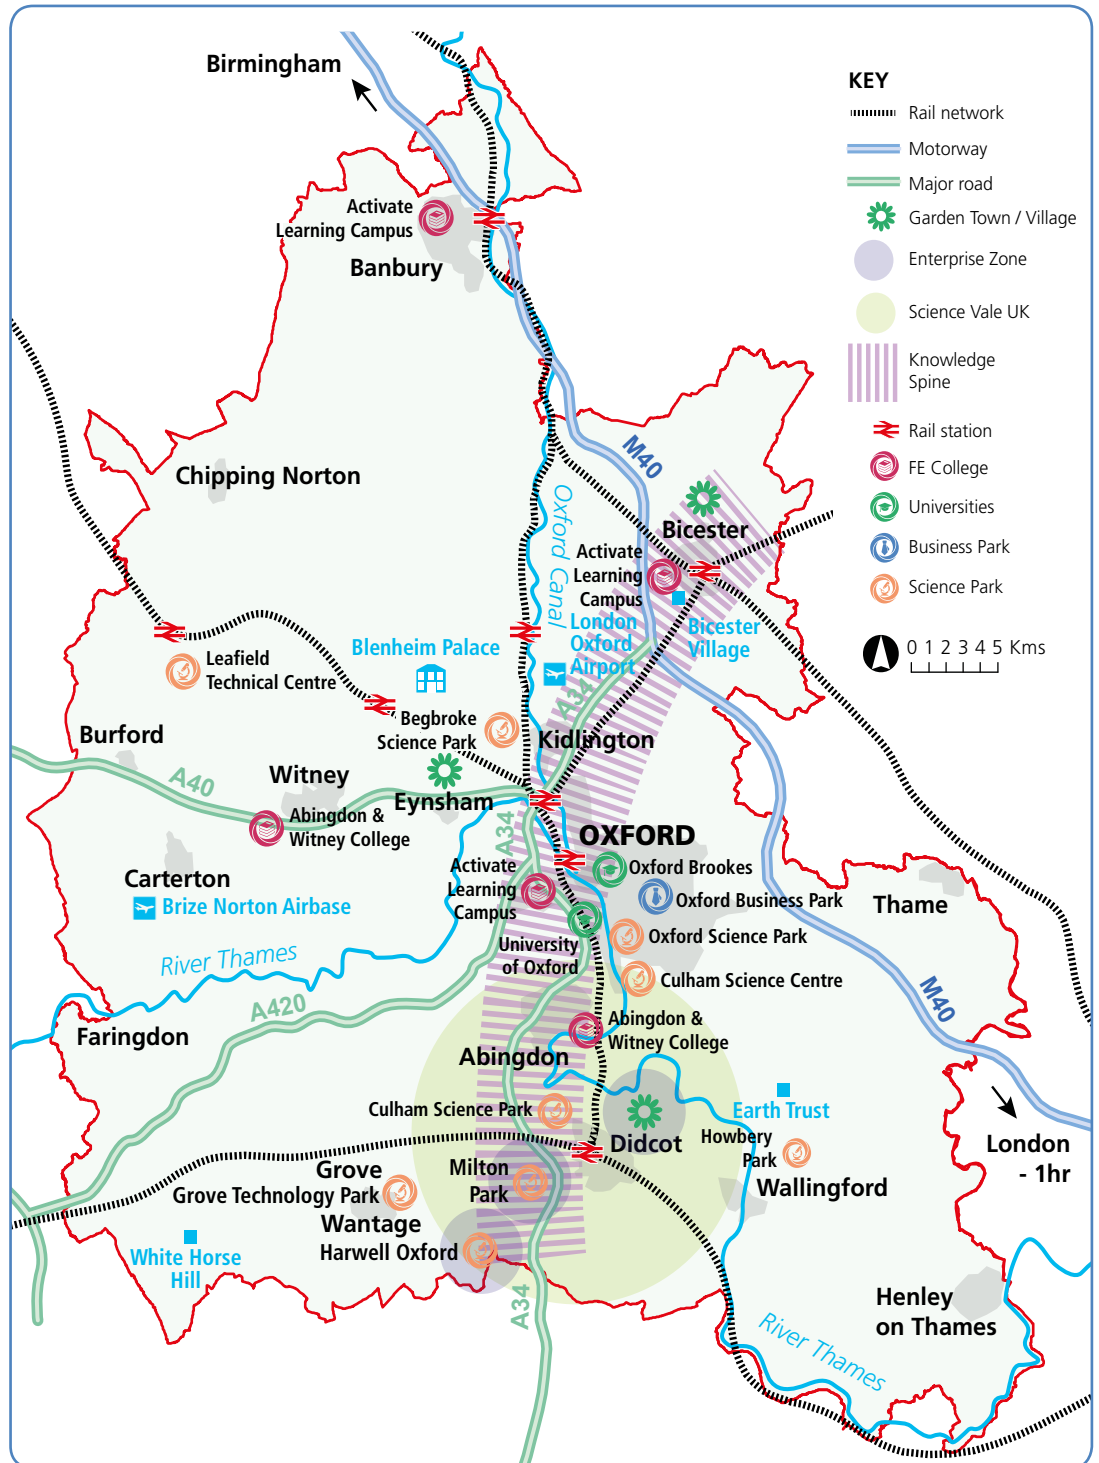 Birmingham
KEY
Rail network
Motorway
Major road
Garden Town / Village
Enterprise Zone
Science Vale UK
Knowledge
Spine
Rail station
FE College
Universities
Business Park
Science Park
0 1 2 3 4 5 Kms
Activate
Learning Campus
Banbury
M40
Chipping Norton
Oxford Canal
Bicester
Activate
Learning
Campus
London
Oxford
Airport
Bicester
Village
Blenheim Palace
Leafield
Technical Centre
A34
Begbroke
Science Park
Kidlington
Burford
A40
Witney
Eynsham
Abingdon &
Witney College
A34
OXFORD
Oxford Brookes
Activate
Learning
Campus
Oxford Business Park
Carterton
Brize Norton Airbase
Thame
University
of Oxford
Oxford Science Park
River Thames
Culham Science Centre
A420
M40
Faringdon
Abingdon &
Witney College
Abingdon
Culham Science Park
Earth Trust
Didcot
Howbery
Park
London
- 1hr
Grove
Milton
Park
Grove Technology Park
Wallingford
Wantage
Harwell Oxford
White Horse
Hill
A34
Henley
on Thames
River Thames